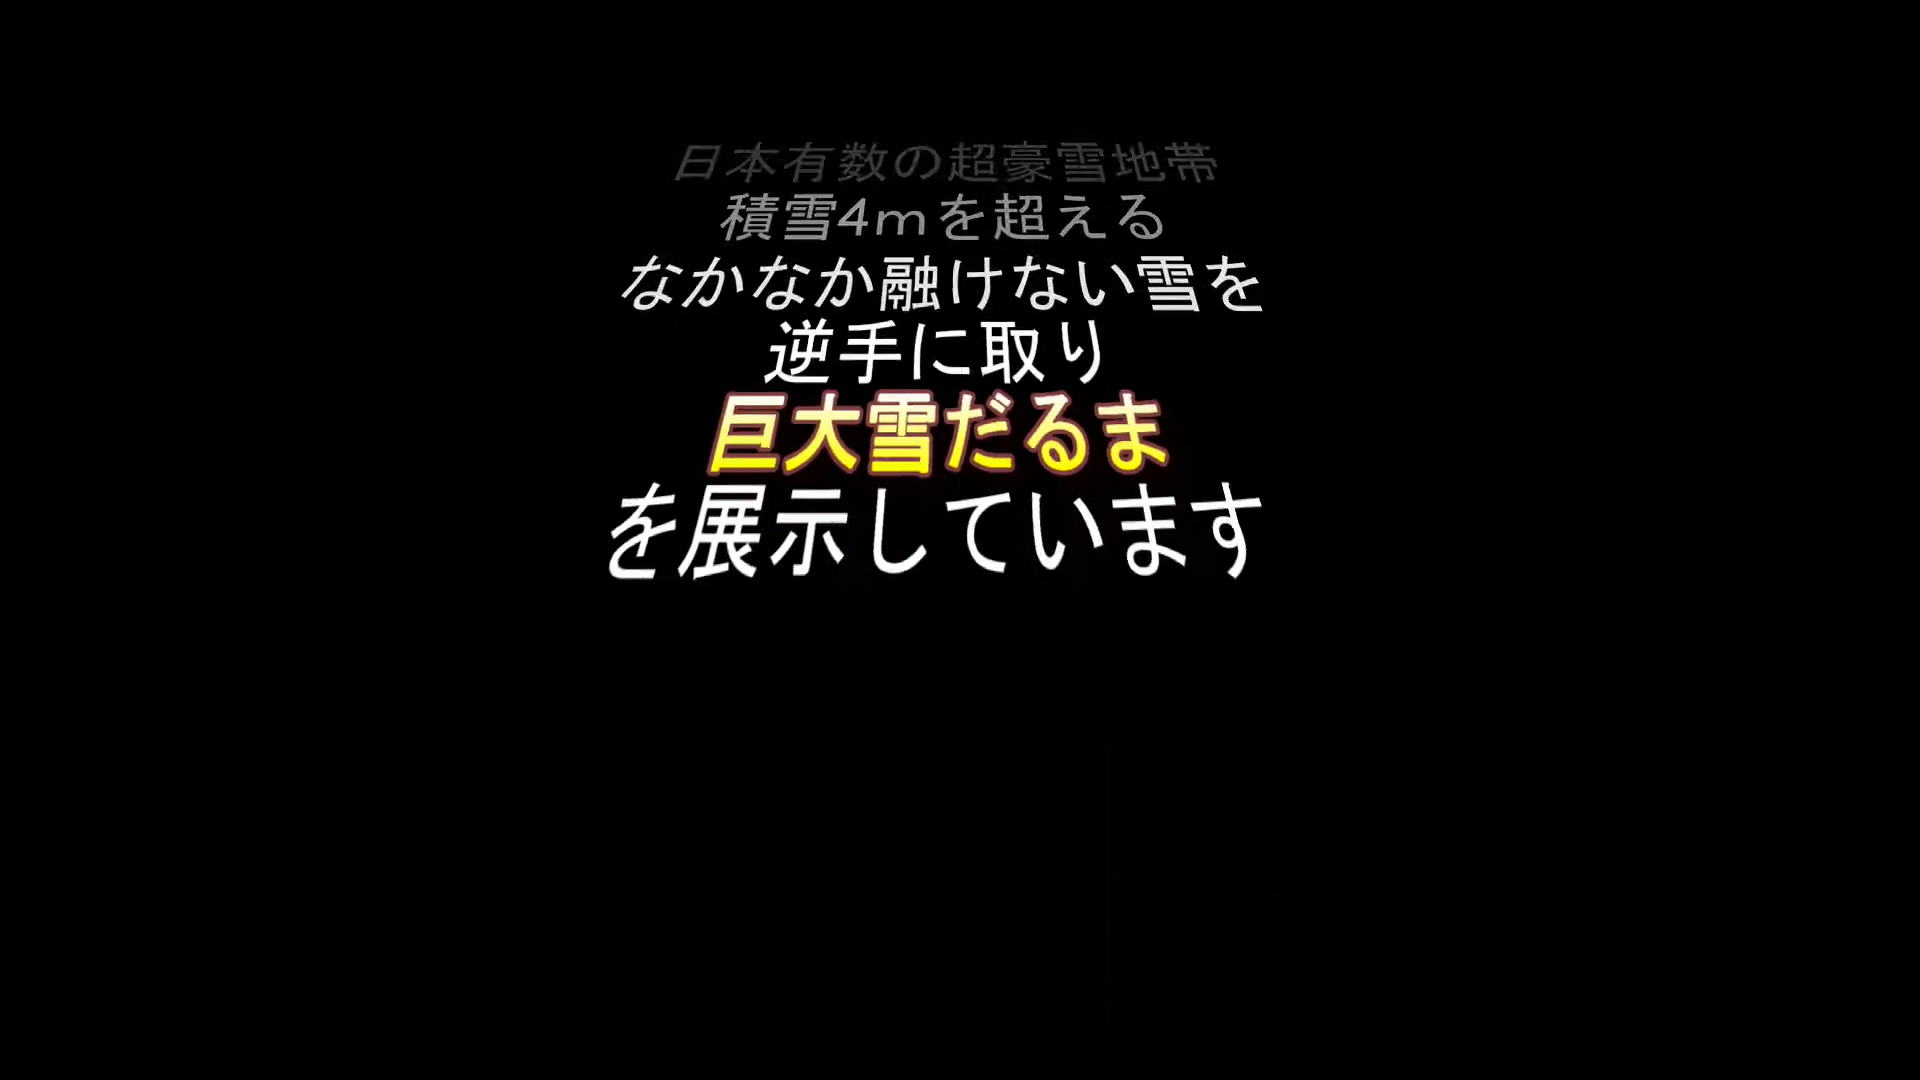 日本有数の超豪雪地帯
積雪4mを超える
なかなか融けない雪を
逆手に取り
巨大雪だるま
を展示しています